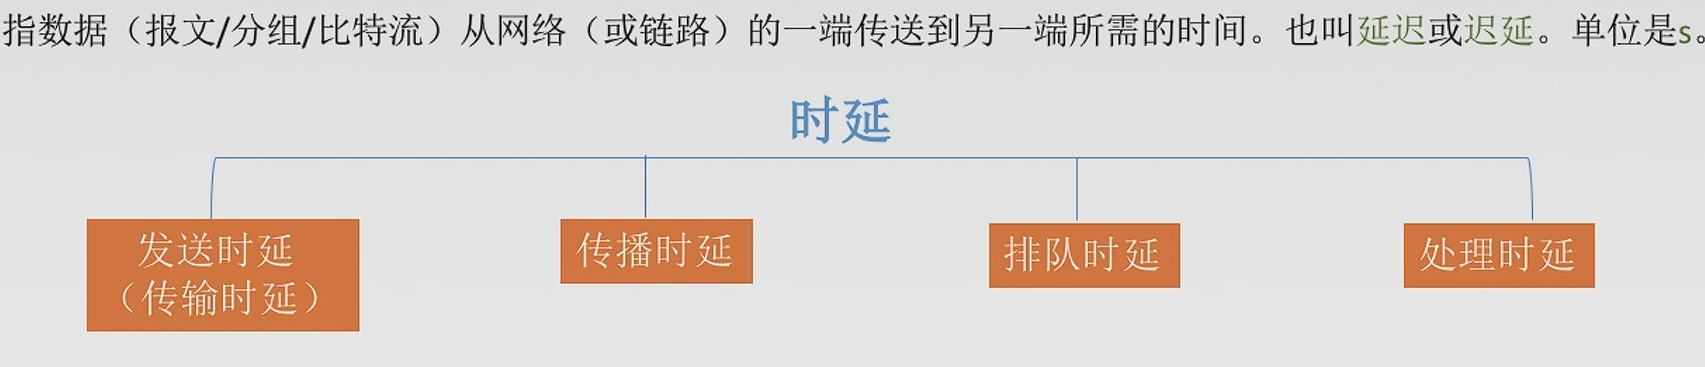 指数据（报文/分组/比特流）从网络（或链路）的一端传送到另一端所需的时间。也叫延迟或迟延。单位是s。
时延
发送时延
（传输时延）
传播时延
排队时延
处理时延